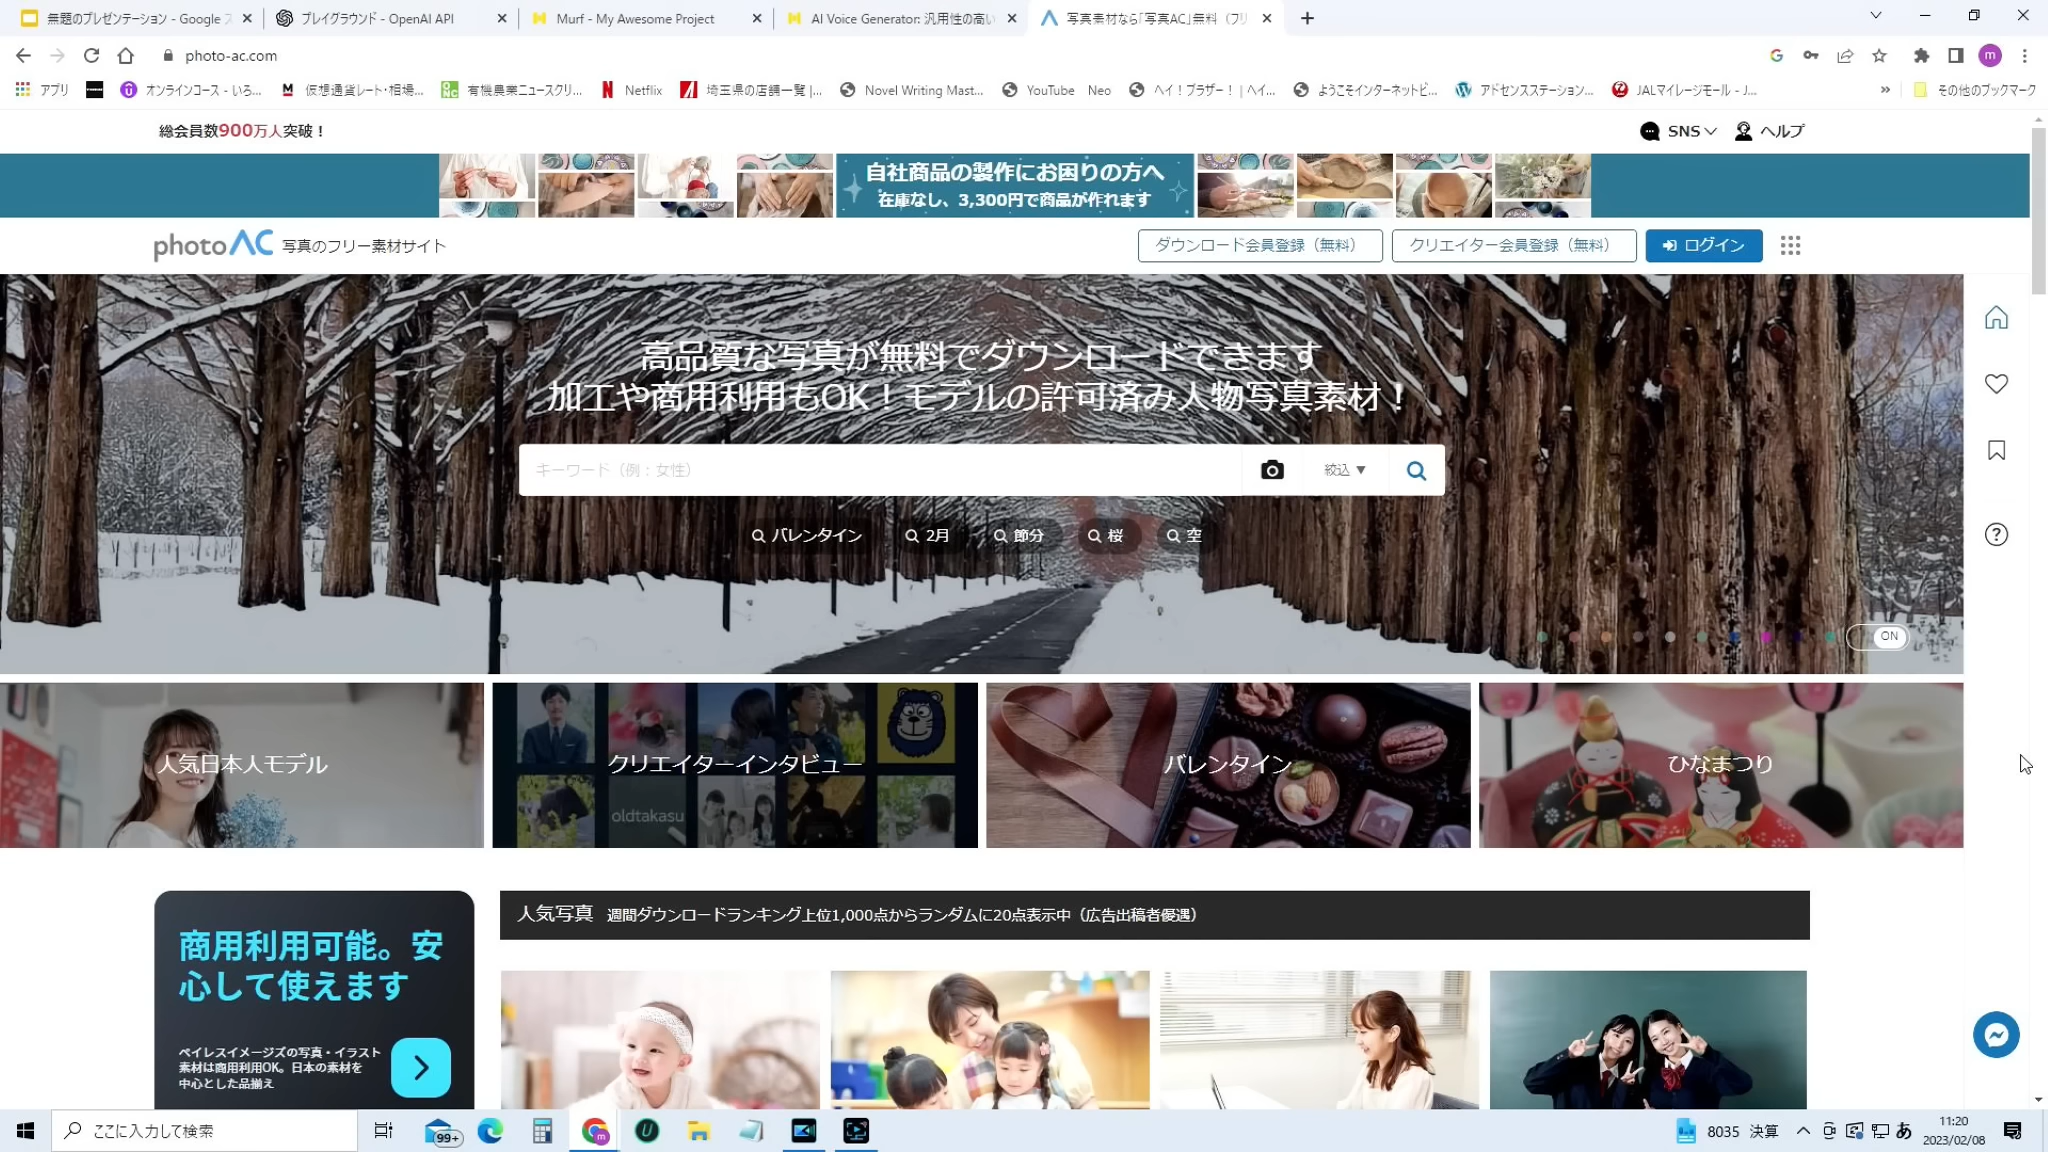 無題のプレゼンテーション - Google ス
プレイグラウンド - OpenAI API
Murf - My Awesome Project
AI Voice Generator: 汎用性の高い
写真素材なら「写真AC」無料（フリ
photo-ac.com
m
アプリ
オンラインコース - いろ...
仮想通貨レート・相場...
有機農業ニュースクリ...
Netflix
埼玉県の店舗一覧 |...
Novel Writing Mast...
YouTube
Neo
ヘイ！ブラザー！ | ヘイ...
ようこそインターネットビ...
アドセンスステーション...
JALマイレージモール - J...
»
その他のブックマーク
総会員数900万人突破！
SNS
ヘルプ
自社商品の製作にお困りの方へ
在庫なし、3,300円で商品が作れます
photoAC 写真のフリー素材サイト
ダウンロード会員登録（無料）
クリエイター会員登録（無料）
ログイン
高品質な写真が無料でダウンロードできます
加工や商用利用もOK！モデルの許可済み人物写真素材！
キーワード（例：女性）
絞込 ▼
バレンタイン
2月
節分
桜
空
ON
人気日本人モデル
クリエイターインタビュー
oldtakasu
バレンタイン
ひなまつり
商用利用可能。安
心して使えます
ペイレスイメージズの写真・イラスト
素材は商用利用OK。日本の素材を
中心とした品揃え
人気写真 週間ダウンロードランキング上位1,000点からランダムに20点表示中（広告出稿者優遇）
ここに入力して検索
99+
8035 決算
あ
11:20
2023/02/08